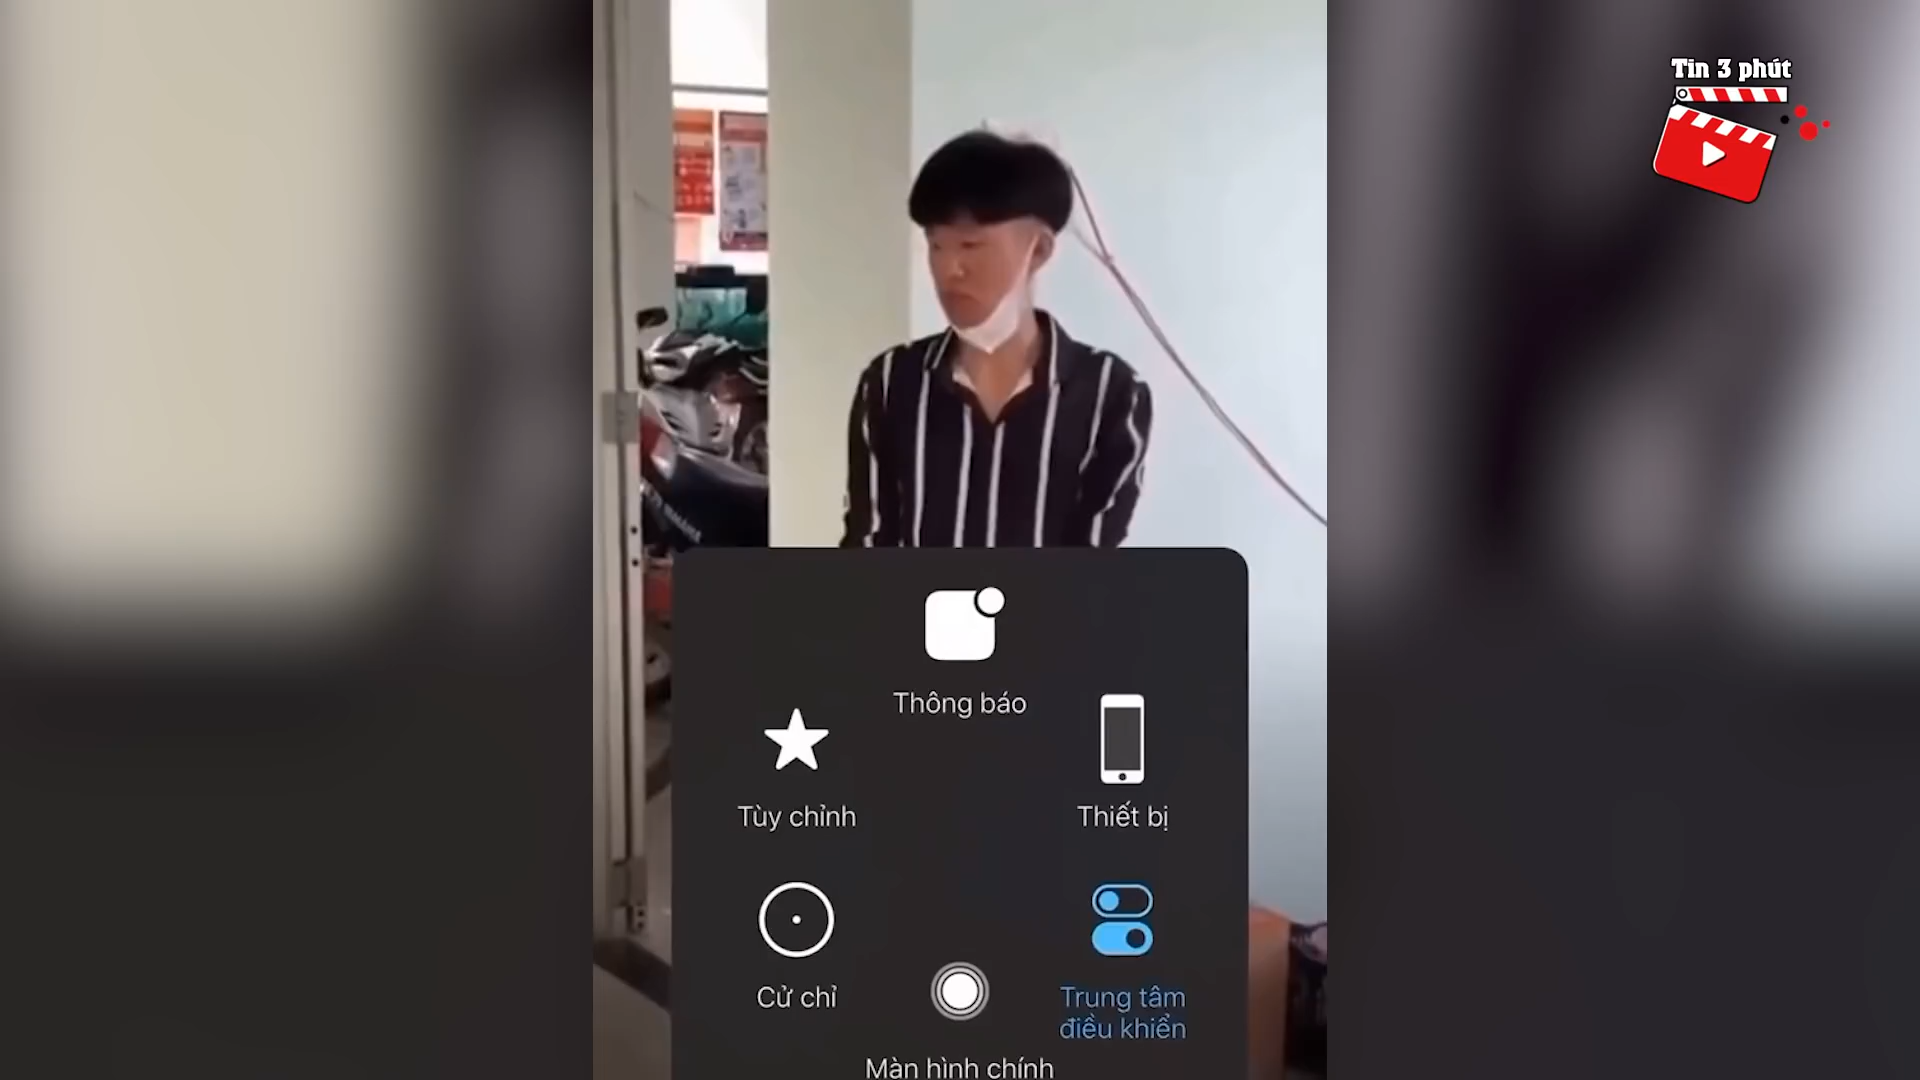 Tin 3 phút
Thông báo
Tùy chỉnh
Thiết bị
Cử chỉ
Trung tâm
điều khiển
Màn hình chính